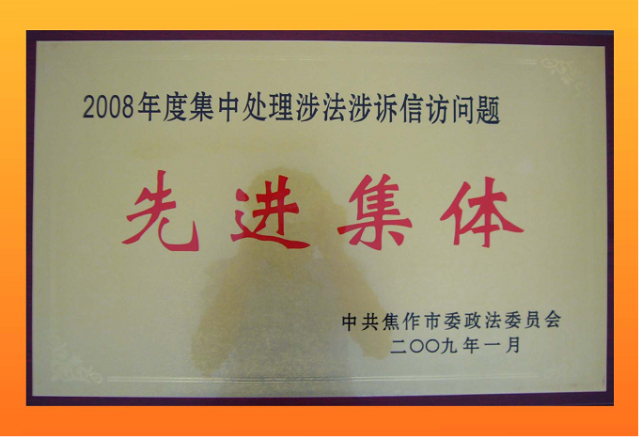 2008年度集中处理涉法涉诉信访问题
先进集体
中共焦作市委政法委员会
二〇〇九年一月